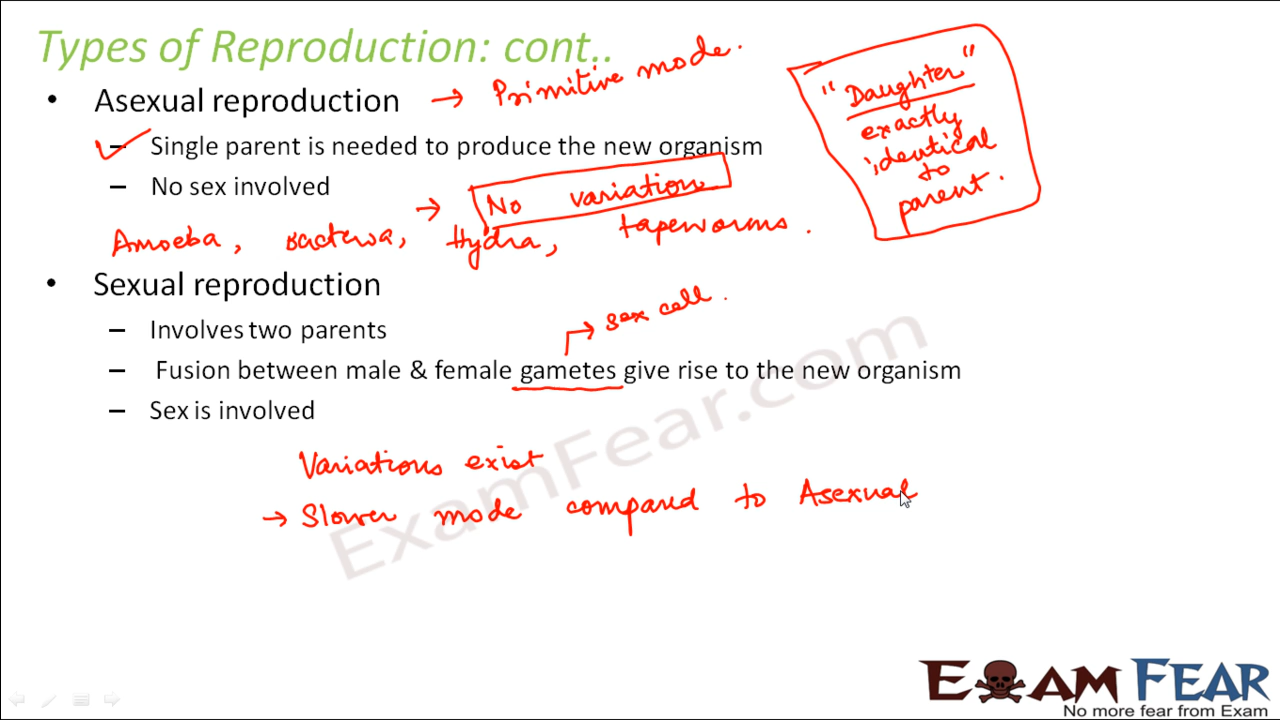 Types of Reproduction: cont..
• Asexual reproduction → Primitive mode.
– Single parent is needed to produce the new organism
– No sex involved
→ No variation
Amoeba, Bacteria, Hydra, tapeworms.
"Daughter"
exactly
identical
to
parent.
• Sexual reproduction
– Involves two parents
→ sex cell.
– Fusion between male & female gametes give rise to the new organism
– Sex is involved
Variations exist
→ Slower mode compared to Asexual
ExamFear.com
EXAM FEAR
No more fear from Exam